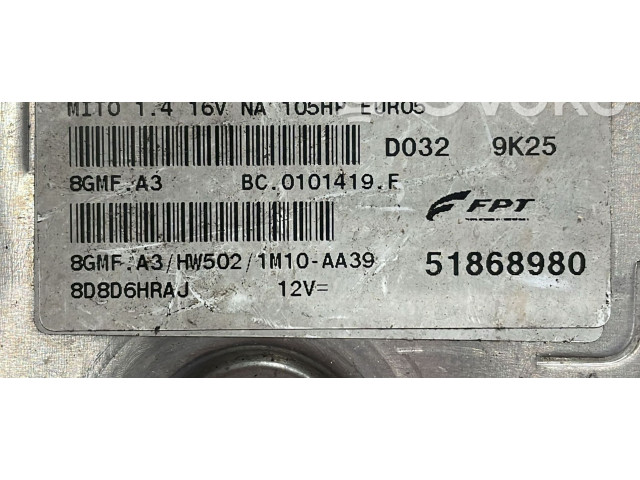 MITO 1.4 16V NA 105HP EURO5
D032 9K25
8GMF.A3 BC.0101419.F
FPT
8GMF.A3/HW502/1M10-AA39 51868980
8D8D6HRAJ 12V=